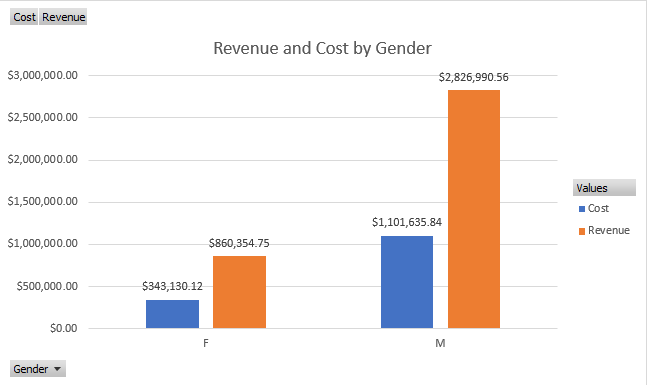 Cost Revenue
Revenue and Cost by Gender
$3,000,000.00
$2,500,000.00
$2,000,000.00
$1,500,000.00
$1,000,000.00
$500,000.00
$0.00
$343,130.12
$860,354.75
$1,101,635.84
$2,826,990.56
F
M
Values
Cost
Revenue
Gender